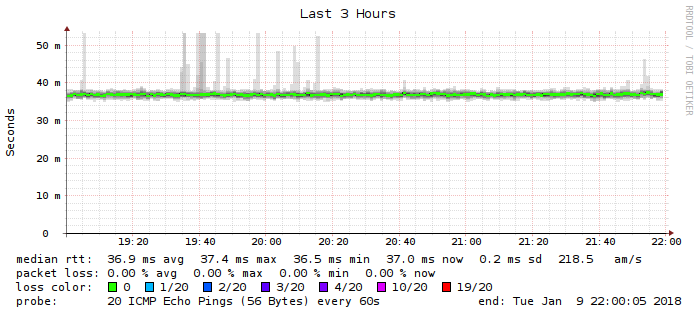 Last 3 Hours
RRDTOOL / TOBI OETIKER
Seconds
50 m
40 m
30 m
20 m
10 m
0
19:20 19:40 20:00 20:20 20:40 21:00 21:20 21:40 22:00
median rtt: 36.9 ms avg 37.4 ms max 36.5 ms min 37.0 ms now 0.2 ms sd 218.5 am/s
packet loss: 0.00 % avg 0.00 % max 0.00 % min 0.00 % now
loss color: 0 1/20 2/20 3/20 4/20 10/20 19/20
probe: 20 ICMP Echo Pings (56 Bytes) every 60s end: Tue Jan 9 22:00:05 2018